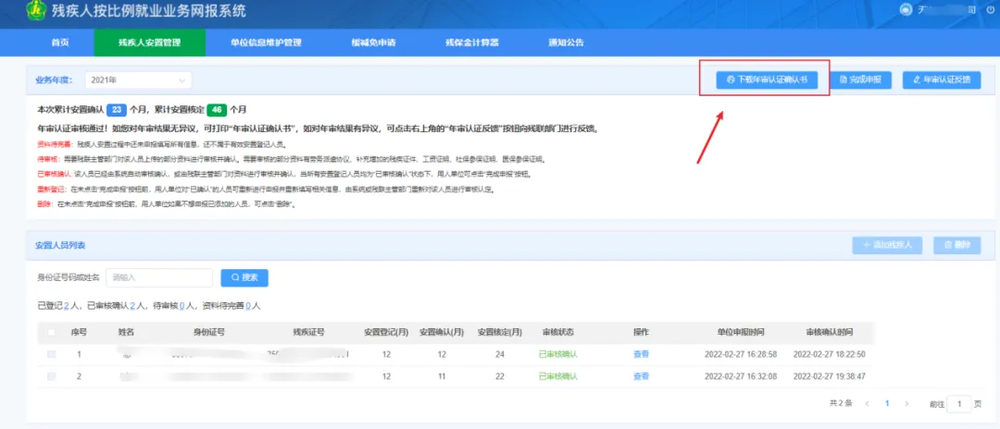 残疾人按比例就业业务网报系统
首页 残疾人安置管理 单位信息维护管理 缓减免申请 残保金计算器 通知公告
业务年度： 2021年 下载年审认证确认书 完成申报 年审认证反馈
本次累计安置确认 23 个月，累计安置核定 46 个月
年审认证审核通过！如您对年审结果无异议，可打印“年审认证确认书”，如对年审结果有异议，可点击右上角的“年审认证反馈”按钮向残联部门进行反馈。
资料待完善：残疾人安置过程中还未申报填写所有信息，还不属于有效安置登记人员。
待审核：需要残联主管部门对该人员上传的部分资料进行审核并确认。需要审核的部分资料有劳务派遣协议、补充增加的残疾证件、工资证明、社保参保证明、医保参保证明。
已审核确认: 该人员已经由系统自动审核确认，或由残联主管部门对资料进行审核并确认，当所有安置登记人员均为“已审核确认”状态下，用人单位可点击“完成申报”按钮。
重新登记：在未点击“完成申报”按钮前，用人单位对“已确认”的人员可重新进行申报并重新填写相关信息，由系统或残联主管部门重新对该人员进行审核认定。
删除：在未点击“完成申报”按钮前，用人单位如果不想申报已添加的人员，可点击“删除”。
安置人员列表 + 添加残疾人 删除
身份证号码或姓名 请输入 搜索
已登记2人，已审核确认2人，待审核0人，资料待完善0人
序号 姓名 身份证号 残疾证号 安置登记(月) 安置确认(月) 安置核定(月) 审核状态 操作 单位申报时间 审核确认时间
1 12 12 24 已审核确认 查看 2022-02-27 16:28:58 2022-02-27 18:22:50
2 12 11 22 已审核确认 查看 2022-02-27 16:32:08 2022-02-27 19:38:47
共2条 < 1 > 前往 1 页